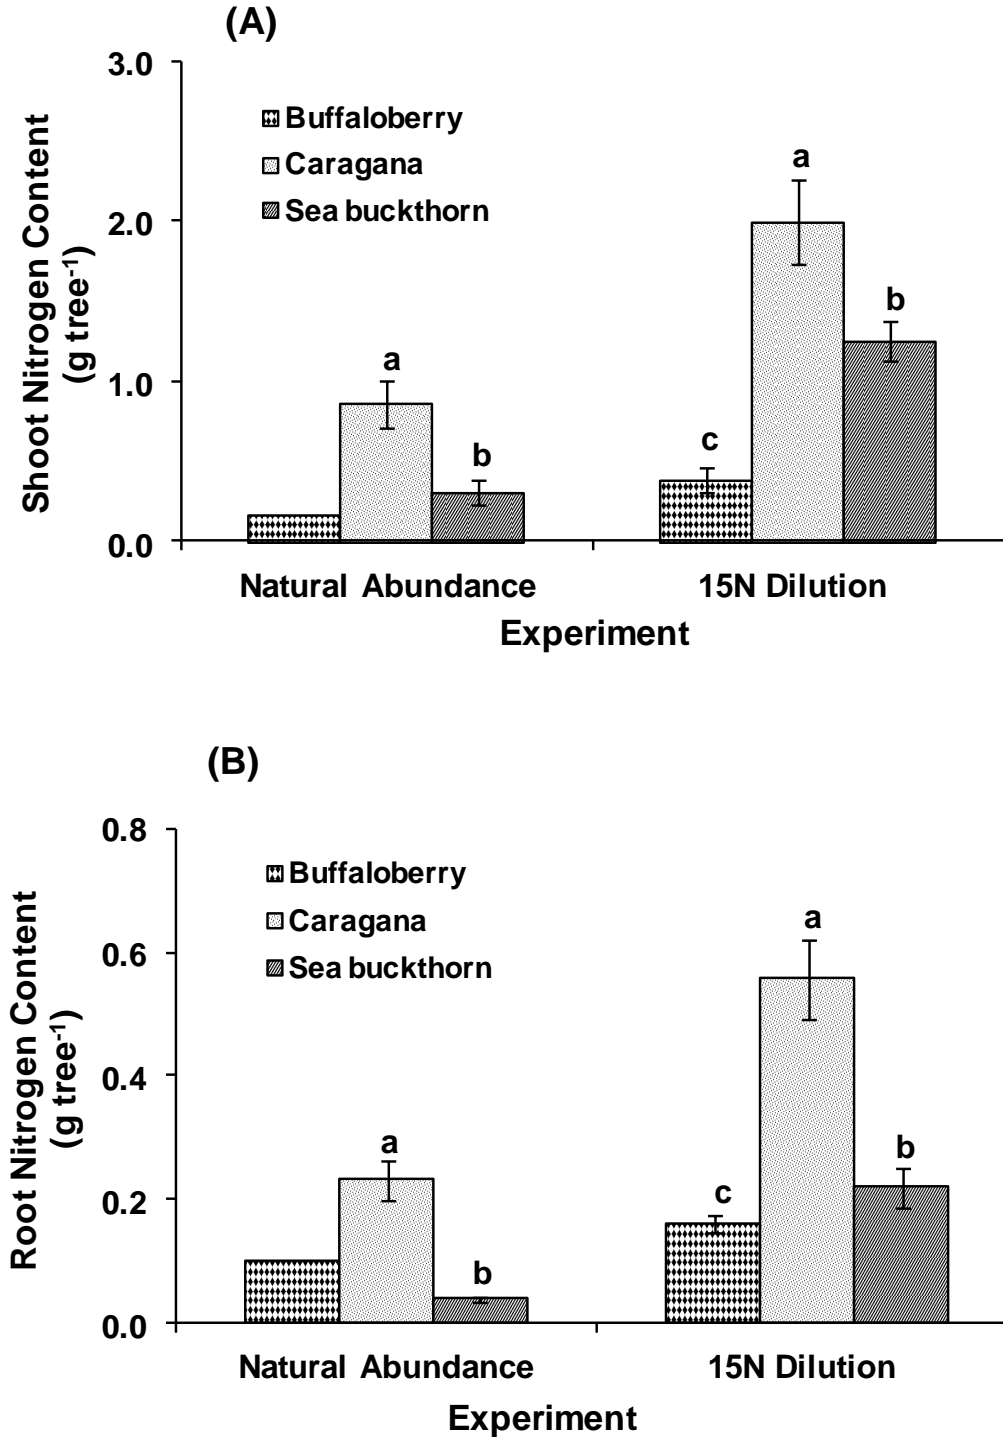 (A)
3.0
2.0
1.0
0.0
Shoot Nitrogen Content
(g tree⁻¹)
Buffaloberry
Caragana
Sea buckthorn
a
b
c
a
b
Natural Abundance
15N Dilution
Experiment
(B)
0.8
0.6
0.4
0.2
0.0
Root Nitrogen Content
(g tree⁻¹)
Buffaloberry
Caragana
Sea buckthorn
a
b
c
a
b
Natural Abundance
15N Dilution
Experiment